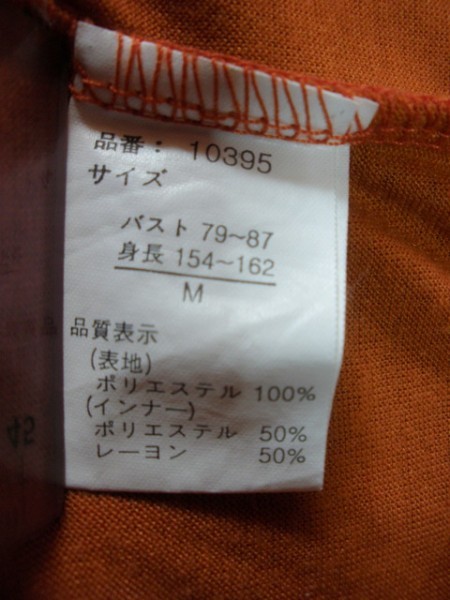 品番： 10395
サイズ
バスト 79～87
身長 154～162
M
品質表示
(表地)
ポリエステル 100%
(インナー)
ポリエステル 50%
レーヨン 50%